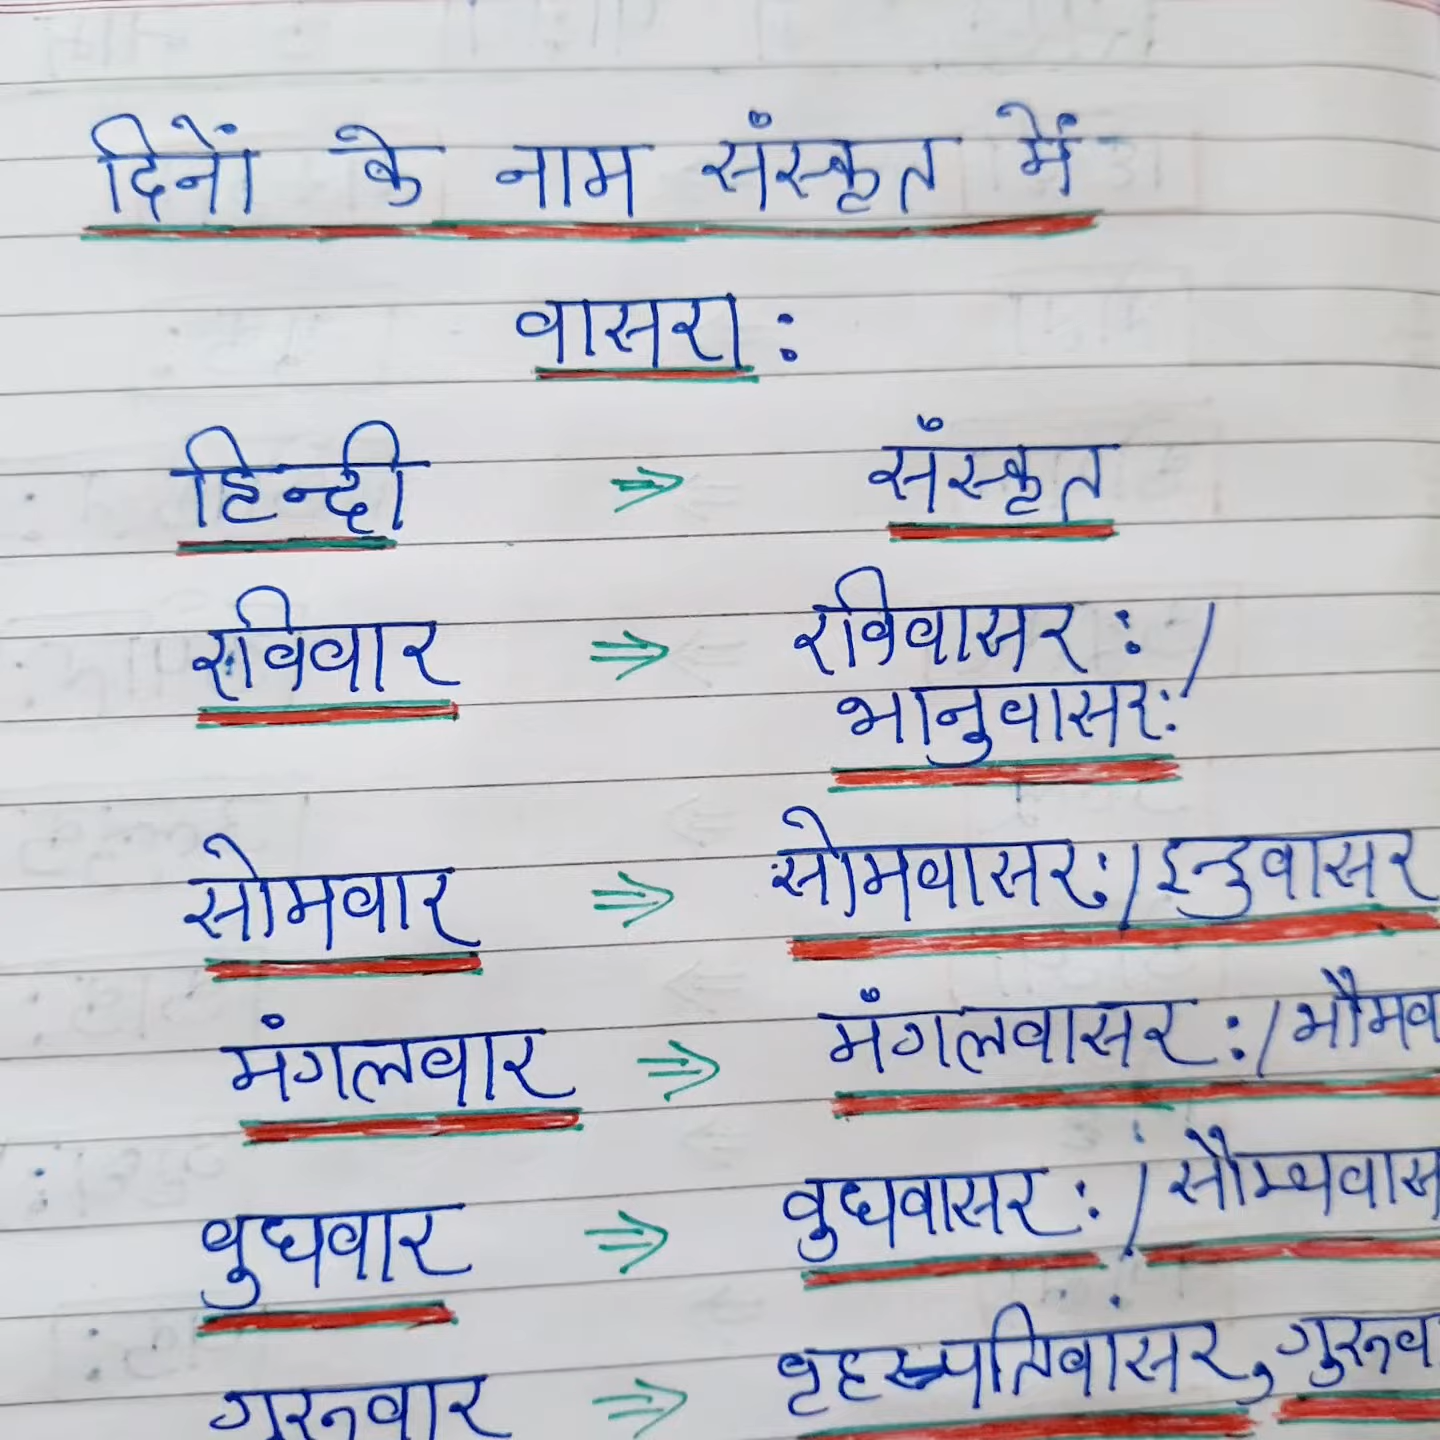 दिनों के नाम संस्कृत में
वासरा :
हिन्दी ⇒ संस्कृत
रविवार ⇒ रविवासर : /
भानुवासर:
सोमवार ⇒ सोमवासर: / इन्दुवासर
मंगलवार ⇒ मंगलवासर : / भौमव
वुधवार ⇒ वुधवासर : / सौम्यवास
गुरुवार ⇒ वृहस्पतिवासर, गुरुव